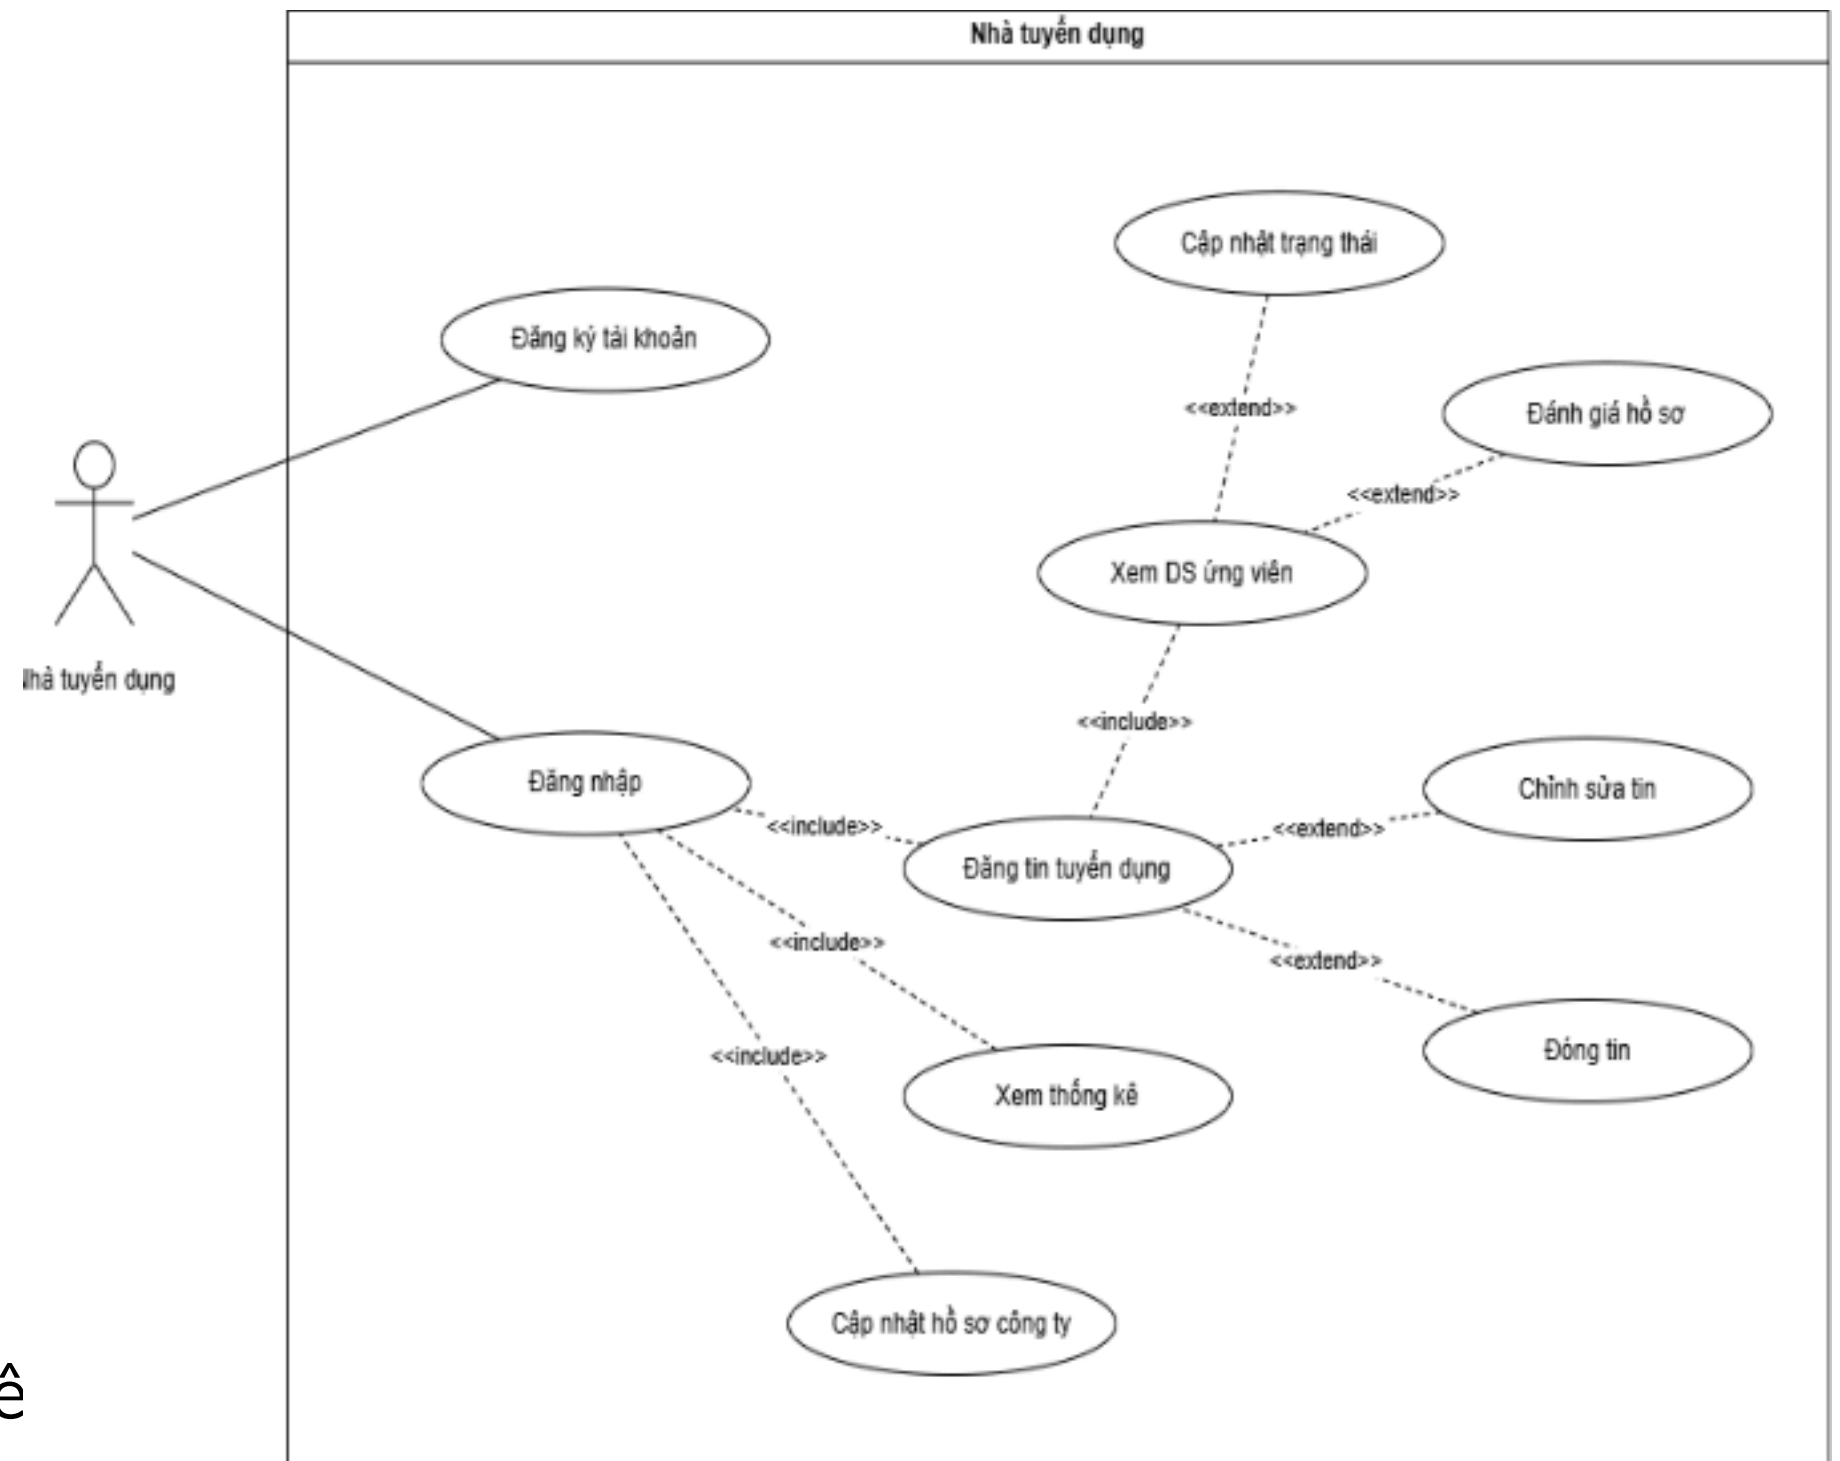 Nhà tuyển dụng
Cập nhật trạng thái
Đăng ký tài khoản
<<extend>>
Đánh giá hồ sơ
<<extend>>
Xem DS ứng viên
Nhà tuyển dụng
<<include>>
Đăng nhập
Chỉnh sửa tin
<<include>>
<<extend>>
Đăng tin tuyển dụng
<<include>>
<<extend>>
<<include>>
Đóng tin
Xem thống kê
Cập nhật hồ sơ công ty
ê